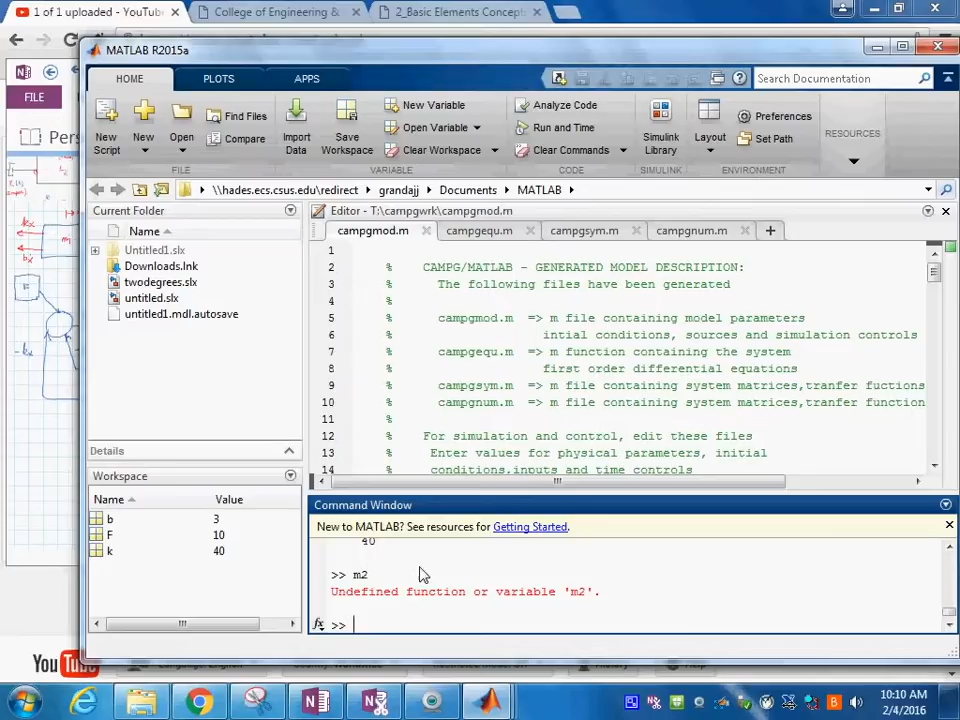 1 of 1 uploaded - YouTube
College of Engineering &
2_Basic Elements Concept
FILE
Pers
MATLAB R2015a
HOME PLOTS APPS
Search Documentation
New Script
New
Open
Find Files
Compare
Import Data
Save Workspace
New Variable
Open Variable
Clear Workspace
Analyze Code
Run and Time
Clear Commands
Simulink Library
Layout
Preferences
Set Path
RESOURCES
FILE VARIABLE CODE SIMULINK ENVIRONMENT
\\hades.ecs.csus.edu\redirect grandajj Documents MATLAB
Current Folder
Name
Untitled1.slx
Downloads.lnk
twodegrees.slx
untitled.slx
untitled1.mdl.autosave
Details
Workspace
Name Value
b 3
F 10
k 40
Editor - T:\campgwrk\campgmod.m
campgmod.m campgequ.m campgsym.m campgnum.m
1
2 % CAMPG/MATLAB - GENERATED MODEL DESCRIPTION:
3 % The following files have been generated
4 %
5 % campgmod.m => m file containing model parameters
6 % intial conditions, sources and simulation controls
7 % campgequ.m => m function containing the system
8 % first order differential equations
9 % campgsym.m => m file containing system matrices,tranfer fuctions
10 % campgnum.m => m file containing system matrices,tranfer function
11 %
12 % For simulation and control, edit these files
13 % Enter values for physical parameters, initial
14 % conditions,inputs and time controls
Command Window
New to MATLAB? See resources for Getting Started.
40
>> m2
Undefined function or variable 'm2'.
fx >>
You Tube
10:10 AM
2/4/2016